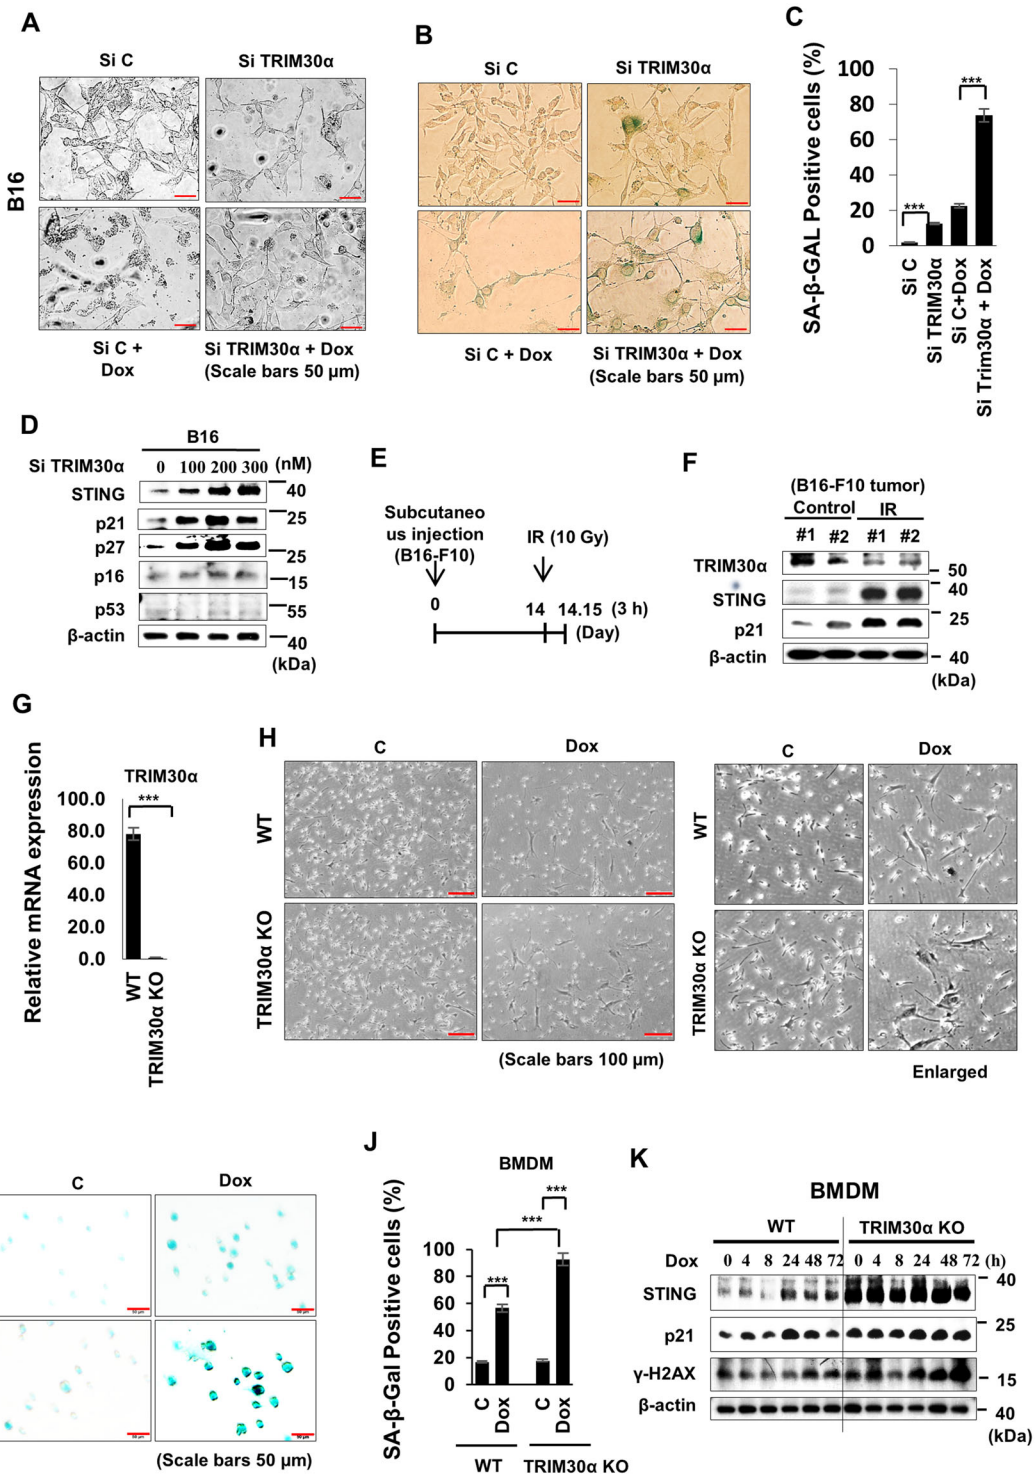 A
Si C
Si TRIM30α
B16
Si C +
Dox
Si TRIM30α + Dox
(Scale bars 50 µm)
B
Si C
Si TRIM30α
Si C + Dox
Si TRIM30α + Dox
(Scale bars 50 µm)
C
SA-β-GAL Positive cells (%)
100
80
60
40
20
0
***
***
Si C
Si TRIM30α
Si C+Dox
Si Trim30α + Dox
D
B16
Si TRIM30α 0 100 200 300 (nM)
STING 40
p21 25
p27 25
p16 15
p53 55
β-actin 40
(kDa)
E
Subcutaneo
us injection
(B16-F10)
IR (10 Gy)
0 14 14.15 (3 h)
(Day)
F
(B16-F10 tumor)
Control IR
#1 #2 #1 #2
TRIM30α 50
STING 40
p21 25
β-actin 40
(kDa)
G
TRIM30α
Relative mRNA expression
100.0
80.0
60.0
40.0
20.0
0.0
***
WT
TRIM30α KO
H
C Dox
WT
TRIM30α KO
(Scale bars 100 µm)
C Dox
WT
TRIM30α KO
Enlarged
C Dox
(Scale bars 50 µm)
J
BMDM
SA-β-Gal Positive cells (%)
100
80
60
40
20
0
***
***
***
C
Dox
C
Dox
WT TRIM30α KO
K
BMDM
WT TRIM30α KO
Dox 0 4 8 24 48 72 0 4 8 24 48 72 (h)
STING 40
35
p21 25
γ-H2AX 15
β-actin 40
(kDa)